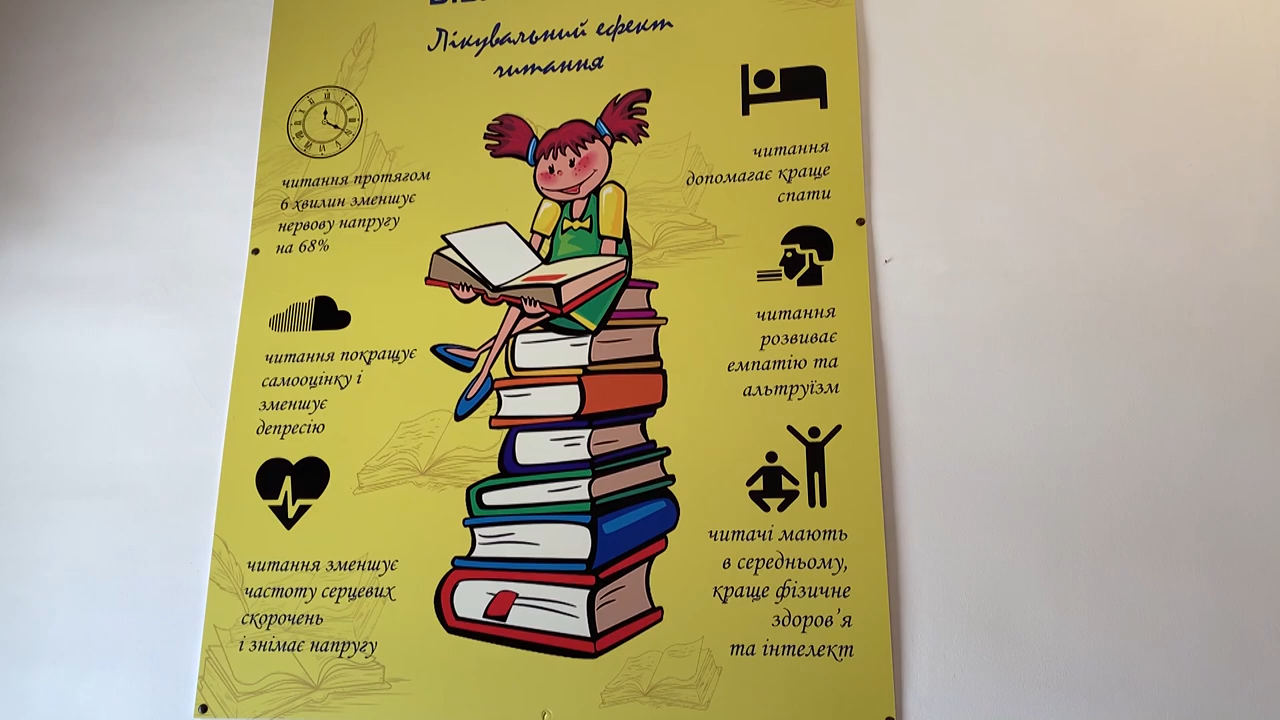 Лікувальний ефект
читання
читання протягом
6 хвилин зменшує
нервову напругу
на 68%
читання покращує
самооцінку і
зменшує
депресію
читання зменшує
частоту серцевих
скорочень
і знімає напругу
читання
допомагає краще
спати
читання
розвиває
емпатію та
альтруїзм
читачі мають
в середньому,
краще фізичне
здоров'я
та інтелект